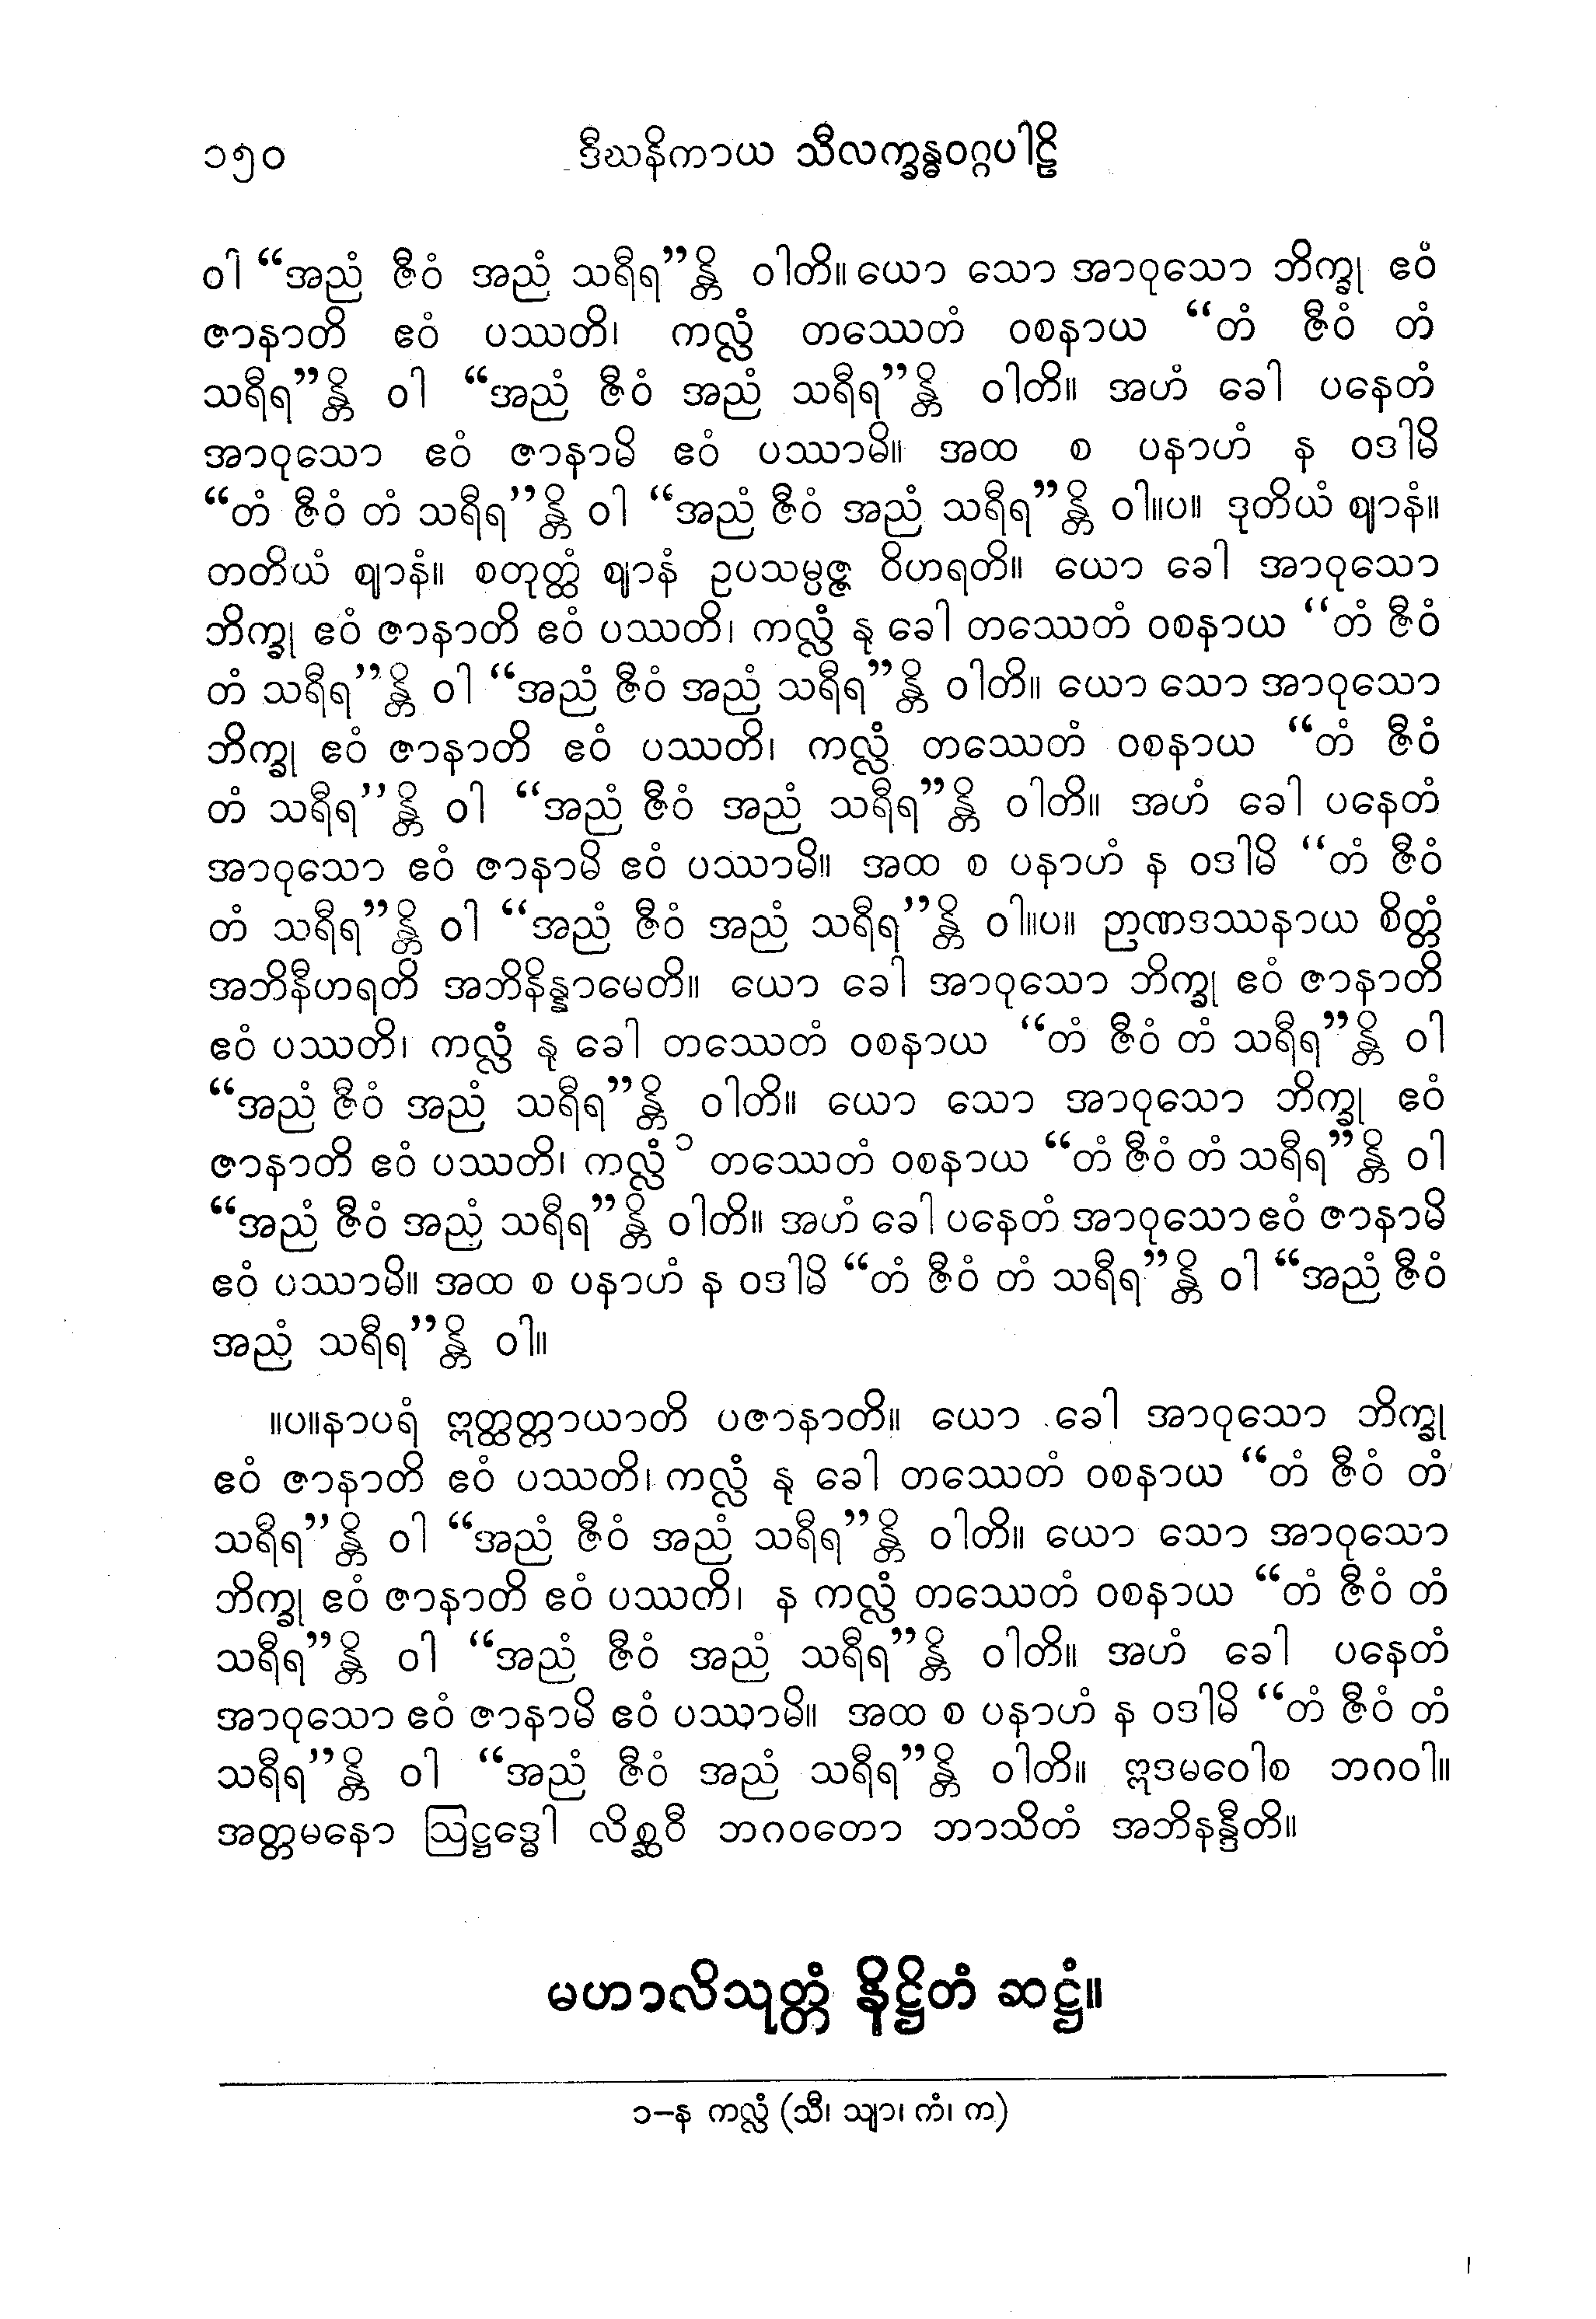 ၁၅၀ ဒီဃနိကာယ သီလက္ခန္ဓဝဂ္ဂပါဠိ
ဝါ “အညံ ဇီဝံ အညံ သရီရ”န္တိ ဝါတိ။ ယော သော အာဝုသော ဘိက္ခု ဧဝံ
ဇာနာတိ ဧဝံ ပဿတိ၊ ကလ္လံ တဿေတံ ဝစနာယ “တံ ဇီဝံ တံ
သရီရ”န္တိ ဝါ “အညံ ဇီဝံ အညံ သရီရ”န္တိ ဝါတိ။ အဟံ ခေါ ပနေတံ
အာဝုသော ဧဝံ ဇာနာမိ ဧဝံ ပဿာမိ။ အထ စ ပနာဟံ န ဝဒါမိ
“တံ ဇီဝံ တံ သရီရ”န္တိ ဝါ “အညံ ဇီဝံ အညံ သရီရ”န္တိ ဝါ။ပ။ ဒုတိယံ ဈာနံ။
တတိယံ ဈာနံ။ စတုတ္ထံ ဈာနံ ဥပသမ္ပဇ္ဇ ဝိဟရတိ။ ယော ခေါ အာဝုသော
ဘိက္ခု ဧဝံ ဇာနာတိ ဧဝံ ပဿတိ၊ ကလ္လံ နု ခေါ တဿေတံ ဝစနာယ “တံ ဇီဝံ
တံ သရီရ”န္တိ ဝါ “အညံ ဇီဝံ အညံ သရီရ”န္တိ ဝါတိ။ ယော သော အာဝုသော
ဘိက္ခု ဧဝံ ဇာနာတိ ဧဝံ ပဿတိ၊ ကလ္လံ တဿေတံ ဝစနာယ “တံ ဇီဝံ
တံ သရီရ”န္တိ ဝါ “အညံ ဇီဝံ အညံ သရီရ”န္တိ ဝါတိ။ အဟံ ခေါ ပနေတံ
အာဝုသော ဧဝံ ဇာနာမိ ဧဝံ ပဿာမိ။ အထ စ ပနာဟံ န ဝဒါမိ “တံ ဇီဝံ
တံ သရီရ”န္တိ ဝါ “အညံ ဇီဝံ အညံ သရီရ”န္တိ ဝါ။ပ။ ဉာဏဒဿနာယ စိတ္တံ
အဘိနီဟရတိ အဘိနိန္နာမေတိ။ ယော ခေါ အာဝုသော ဘိက္ခု ဧဝံ ဇာနာတိ
ဧဝံ ပဿတိ၊ ကလ္လံ နု ခေါ တဿေတံ ဝစနာယ “တံ ဇီဝံ တံ သရီရ”န္တိ ဝါ
“အညံ ဇီဝံ အညံ သရီရ”န္တိ ဝါတိ။ ယော သော အာဝုသော ဘိက္ခု ဧဝံ
ဇာနာတိ ဧဝံ ပဿတိ၊ ကလ္လံ ၁ တဿေတံ ဝစနာယ “တံ ဇီဝံ တံ သရီရ”န္တိ ဝါ
“အညံ ဇီဝံ အညံ သရီရ”န္တိ ဝါတိ။ အဟံ ခေါ ပနေတံ အာဝုသော ဧဝံ ဇာနာမိ
ဧဝံ ပဿာမိ။ အထ စ ပနာဟံ န ဝဒါမိ “တံ ဇီဝံ တံ သရီရ”န္တိ ဝါ “အညံ ဇီဝံ
အညံ သရီရ”န္တိ ဝါ။
။ပ။နာပရံ ဣတ္ထတ္တာယာတိ ပဇာနာတိ။ ယော ခေါ အာဝုသော ဘိက္ခု
ဧဝံ ဇာနာတိ ဧဝံ ပဿတိ၊ ကလ္လံ နု ခေါ တဿေတံ ဝစနာယ “တံ ဇီဝံ တံ
သရီရ”န္တိ ဝါ “အညံ ဇီဝံ အညံ သရီရ”န္တိ ဝါတိ။ ယော သော အာဝုသော
ဘိက္ခု ဧဝံ ဇာနာတိ ဧဝံ ပဿတိ၊ န ကလ္လံ တဿေတံ ဝစနာယ “တံ ဇီဝံ တံ
သရီရ”န္တိ ဝါ “အညံ ဇီဝံ အညံ သရီရ”န္တိ ဝါတိ။ အဟံ ခေါ ပနေတံ
အာဝုသော ဧဝံ ဇာနာမိ ဧဝံ ပဿာမိ။ အထ စ ပနာဟံ န ဝဒါမိ “တံ ဇီဝံ တံ
သရီရ”န္တိ ဝါ “အညံ ဇီဝံ အညံ သရီရ”န္တိ ဝါတိ။ ဣဒမဝေါစ ဘဂဝါ။
အတ္တမနော ဩဋ္ဌဒ္ဓေါ လိစ္ဆဝီ ဘဂဝတော ဘာသိတံ အဘိနန္ဒီတိ။
မဟာလိသုတ္တံ နိဋ္ဌိတံ ဆဋ္ဌံ။
၁–န ကလ္လံ (သီ၊ သျာ၊ ကံ၊ က)